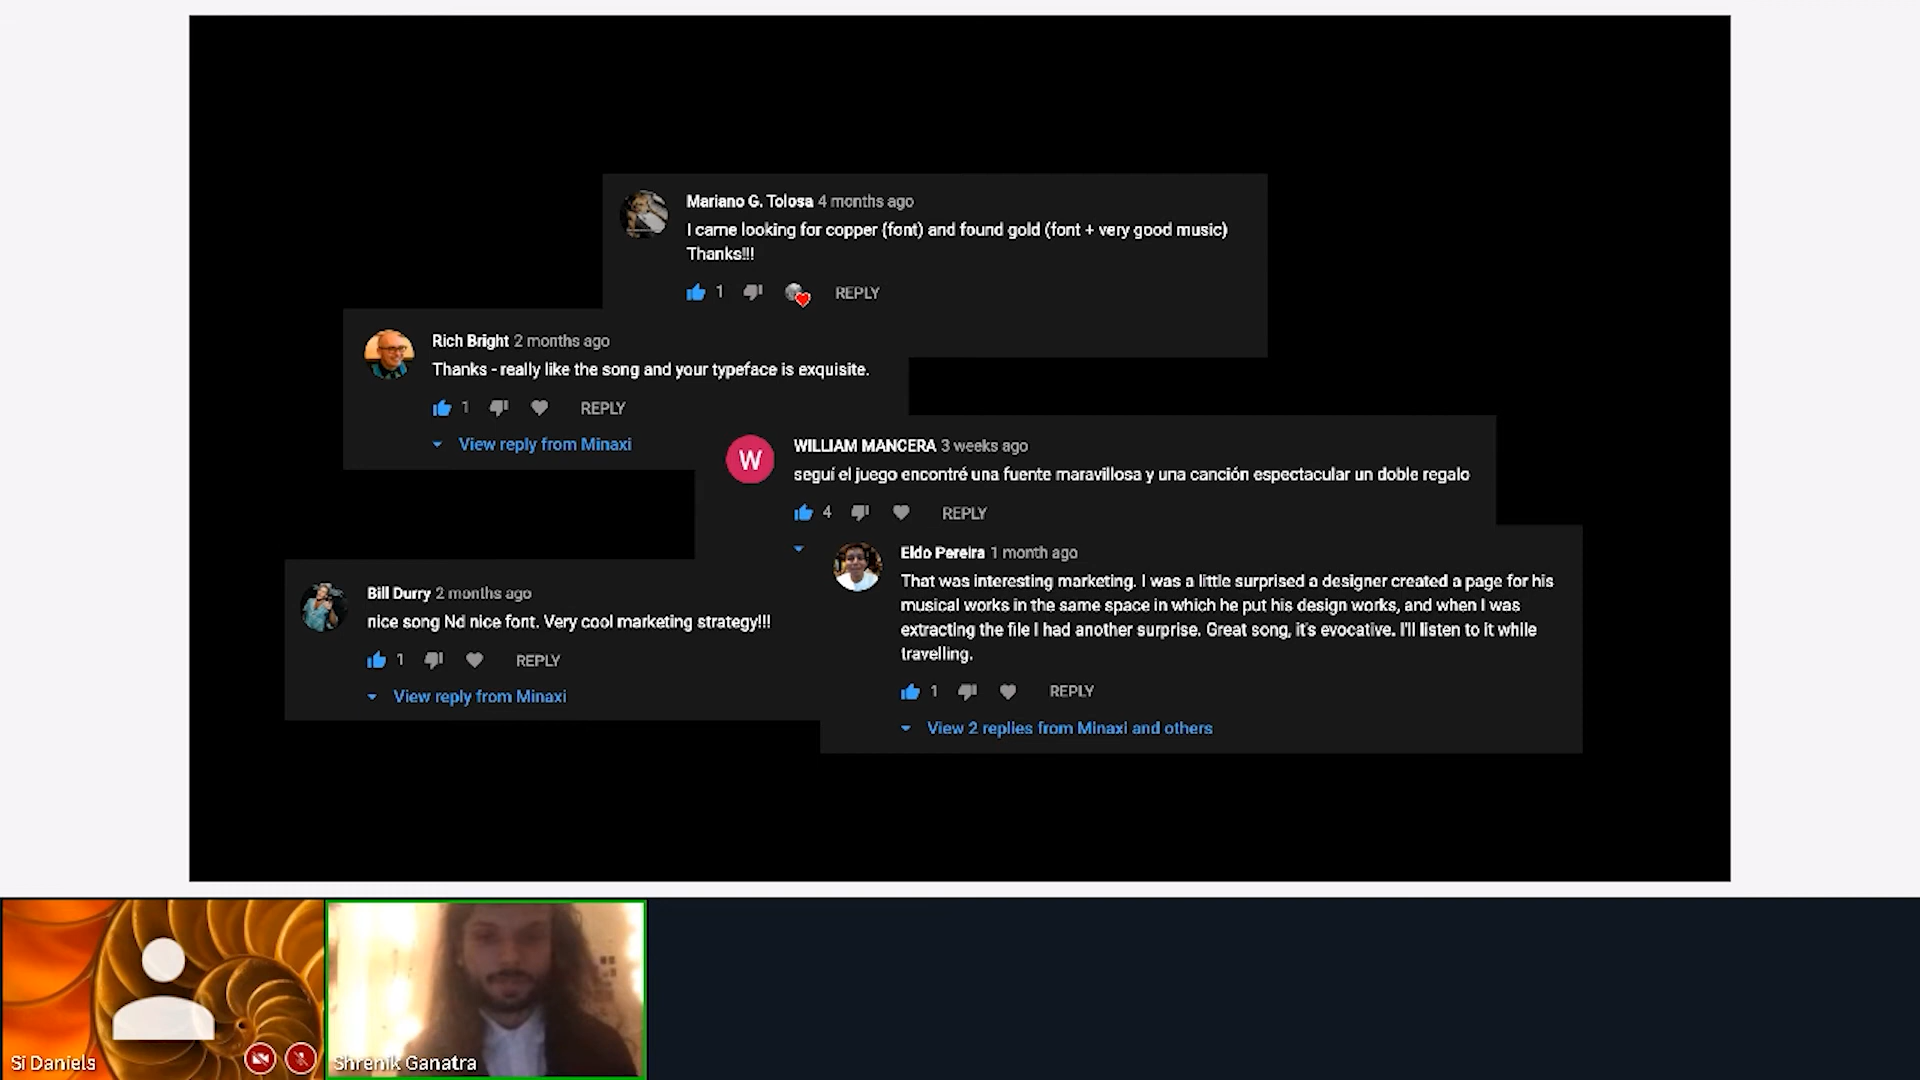 Mariano G. Tolosa 4 months ago
I came looking for copper (font) and found gold (font + very good music)
Thanks!!!
1 REPLY
Rich Bright 2 months ago
Thanks - really like the song and your typeface is exquisite.
1 REPLY
View reply from Minaxi
W
WILLIAM MANCERA 3 weeks ago
seguí el juego encontré una fuente maravillosa y una canción espectacular un doble regalo
4 REPLY
Eldo Pereira 1 month ago
That was interesting marketing. I was a little surprised a designer created a page for his
musical works in the same space in which he put his design works, and when I was
extracting the file I had another surprise. Great song, it's evocative. I'll listen to it while
travelling.
1 REPLY
View 2 replies from Minaxi and others
Bill Durry 2 months ago
nice song Nd nice font. Very cool marketing strategy!!!
1 REPLY
View reply from Minaxi
Si Daniels
Shrenik Ganatra